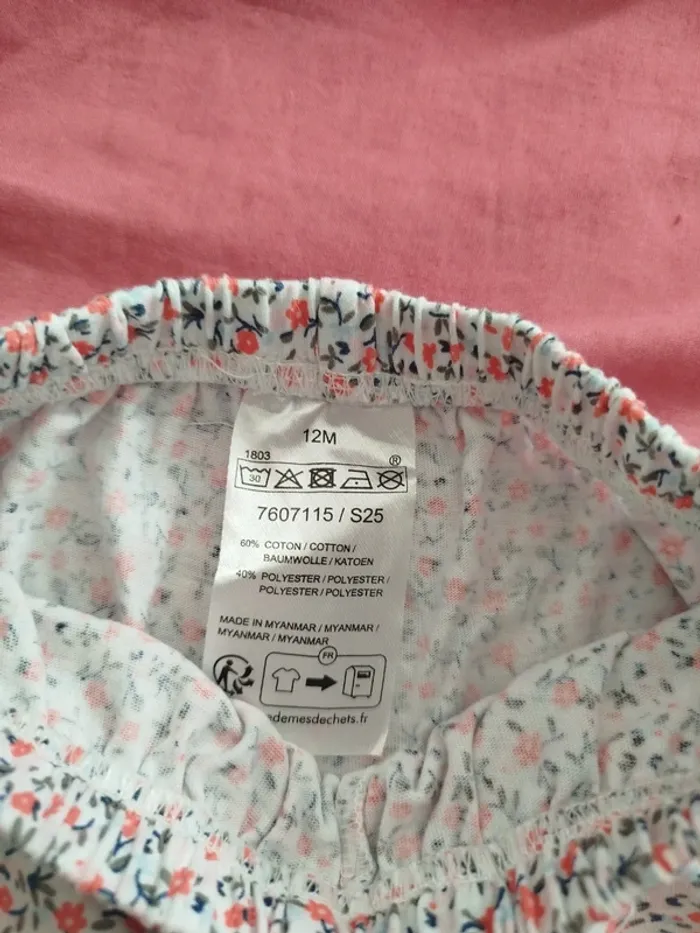 12M
1803
®
30
7607115 / S25
60% COTON / COTTON /
BAUMWOLLE / KATOEN
40% POLYESTER / POLYESTER /
POLYESTER / POLYESTER
MADE IN MYANMAR / MYANMAR /
MYANMAR / MYANMAR
FR
demesdechets.fr